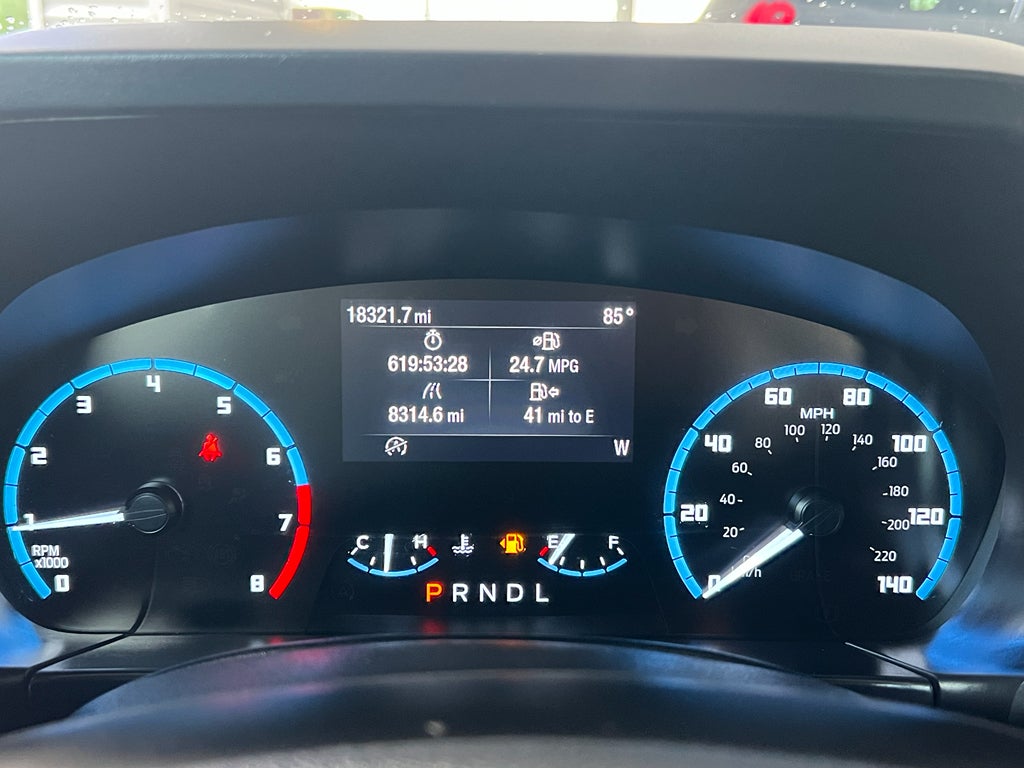 18321.7 mi 85°
619:53:28 24.7 MPG
8314.6 mi 41 mi to E
W
0 1 2 3 4 5 6 7 8
RPM
x1000
C H E F
P R N D L
0 20 40 60 80 100 120 140
MPH
20 40 60 80 100 120 140 160 180 200 220